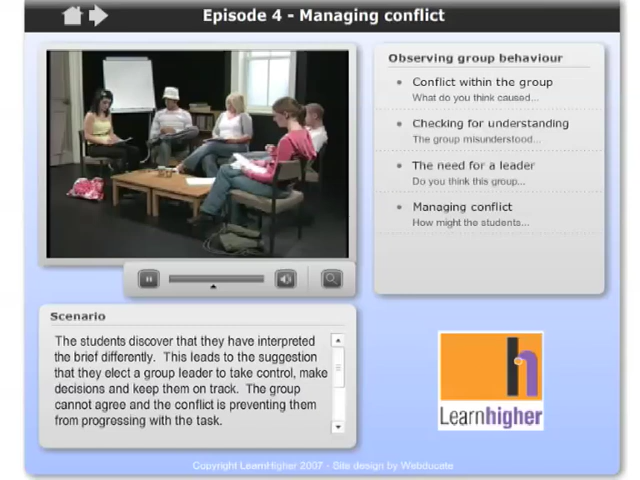 Episode 4 - Managing conflict
Observing group behaviour
Conflict within the group
What do you think caused...
Checking for understanding
The group misunderstood...
The need for a leader
Do you think this group...
Managing conflict
How might the students...
Scenario
The students discover that they have interpreted
the brief differently. This leads to the suggestion
that they elect a group leader to take control, make
decisions and keep them on track. The group
cannot agree and the conflict is preventing them
from progressing with the task.
Learnhigher
Copyright LearnHigher 2007 - Site design by Webducate